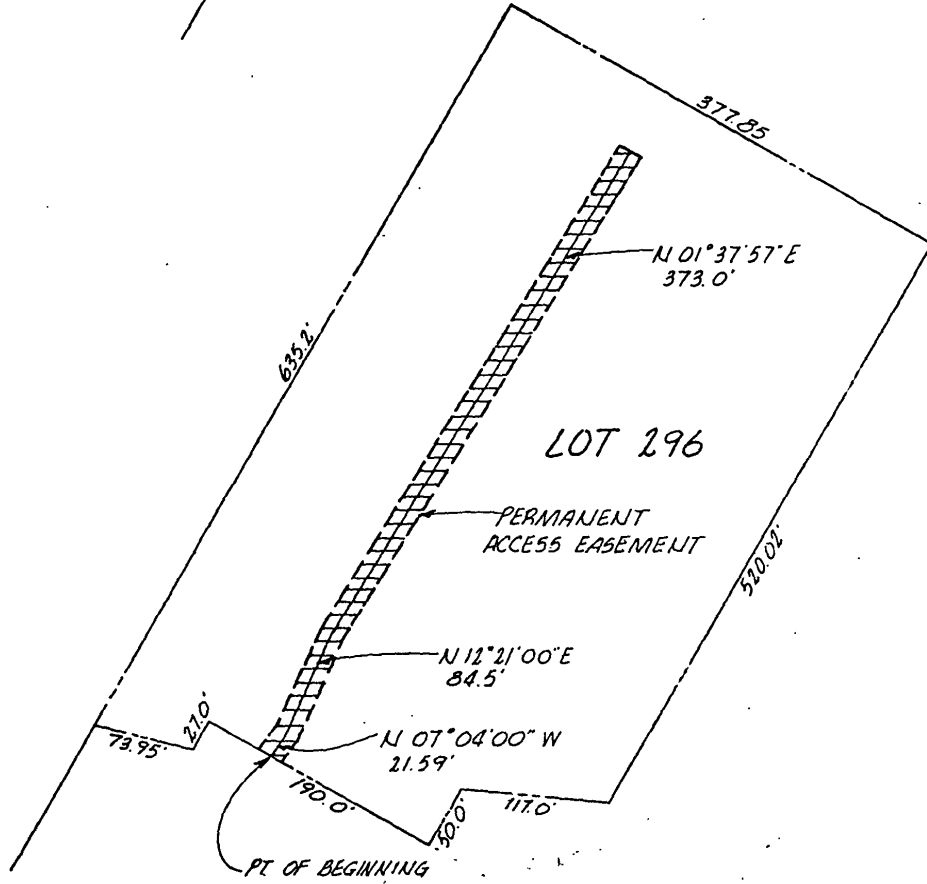 377.85
N 01°37'57" E
373.0'
635.2'
LOT 296
PERMANENT
ACCESS EASEMENT
520.02'
N 12°21'00" E
84.5'
27.0'
73.95'
N 07°04'00" W
21.59'
190.0'
50.0'
117.0'
PT OF BEGINNING